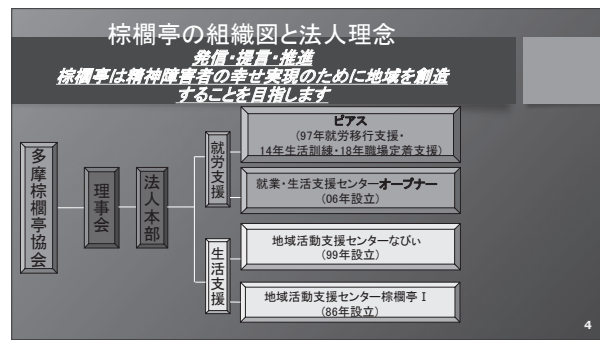 棕櫚亭の組織図と法人理念
発信・提言・推進
棕櫚亭は精神障害者の幸せ実現のために地域を創造
することを目指します
多摩棕櫚亭協会
理事会
法人本部
就労支援
ピアス
(97年就労移行支援・
14年生活訓練・18年職場定着支援)
就業・生活支援センターオープナー
(06年設立)
生活支援
地域活動支援センターなびぃ
(99年設立)
地域活動支援センター棕櫚亭Ⅰ
(86年設立)
4